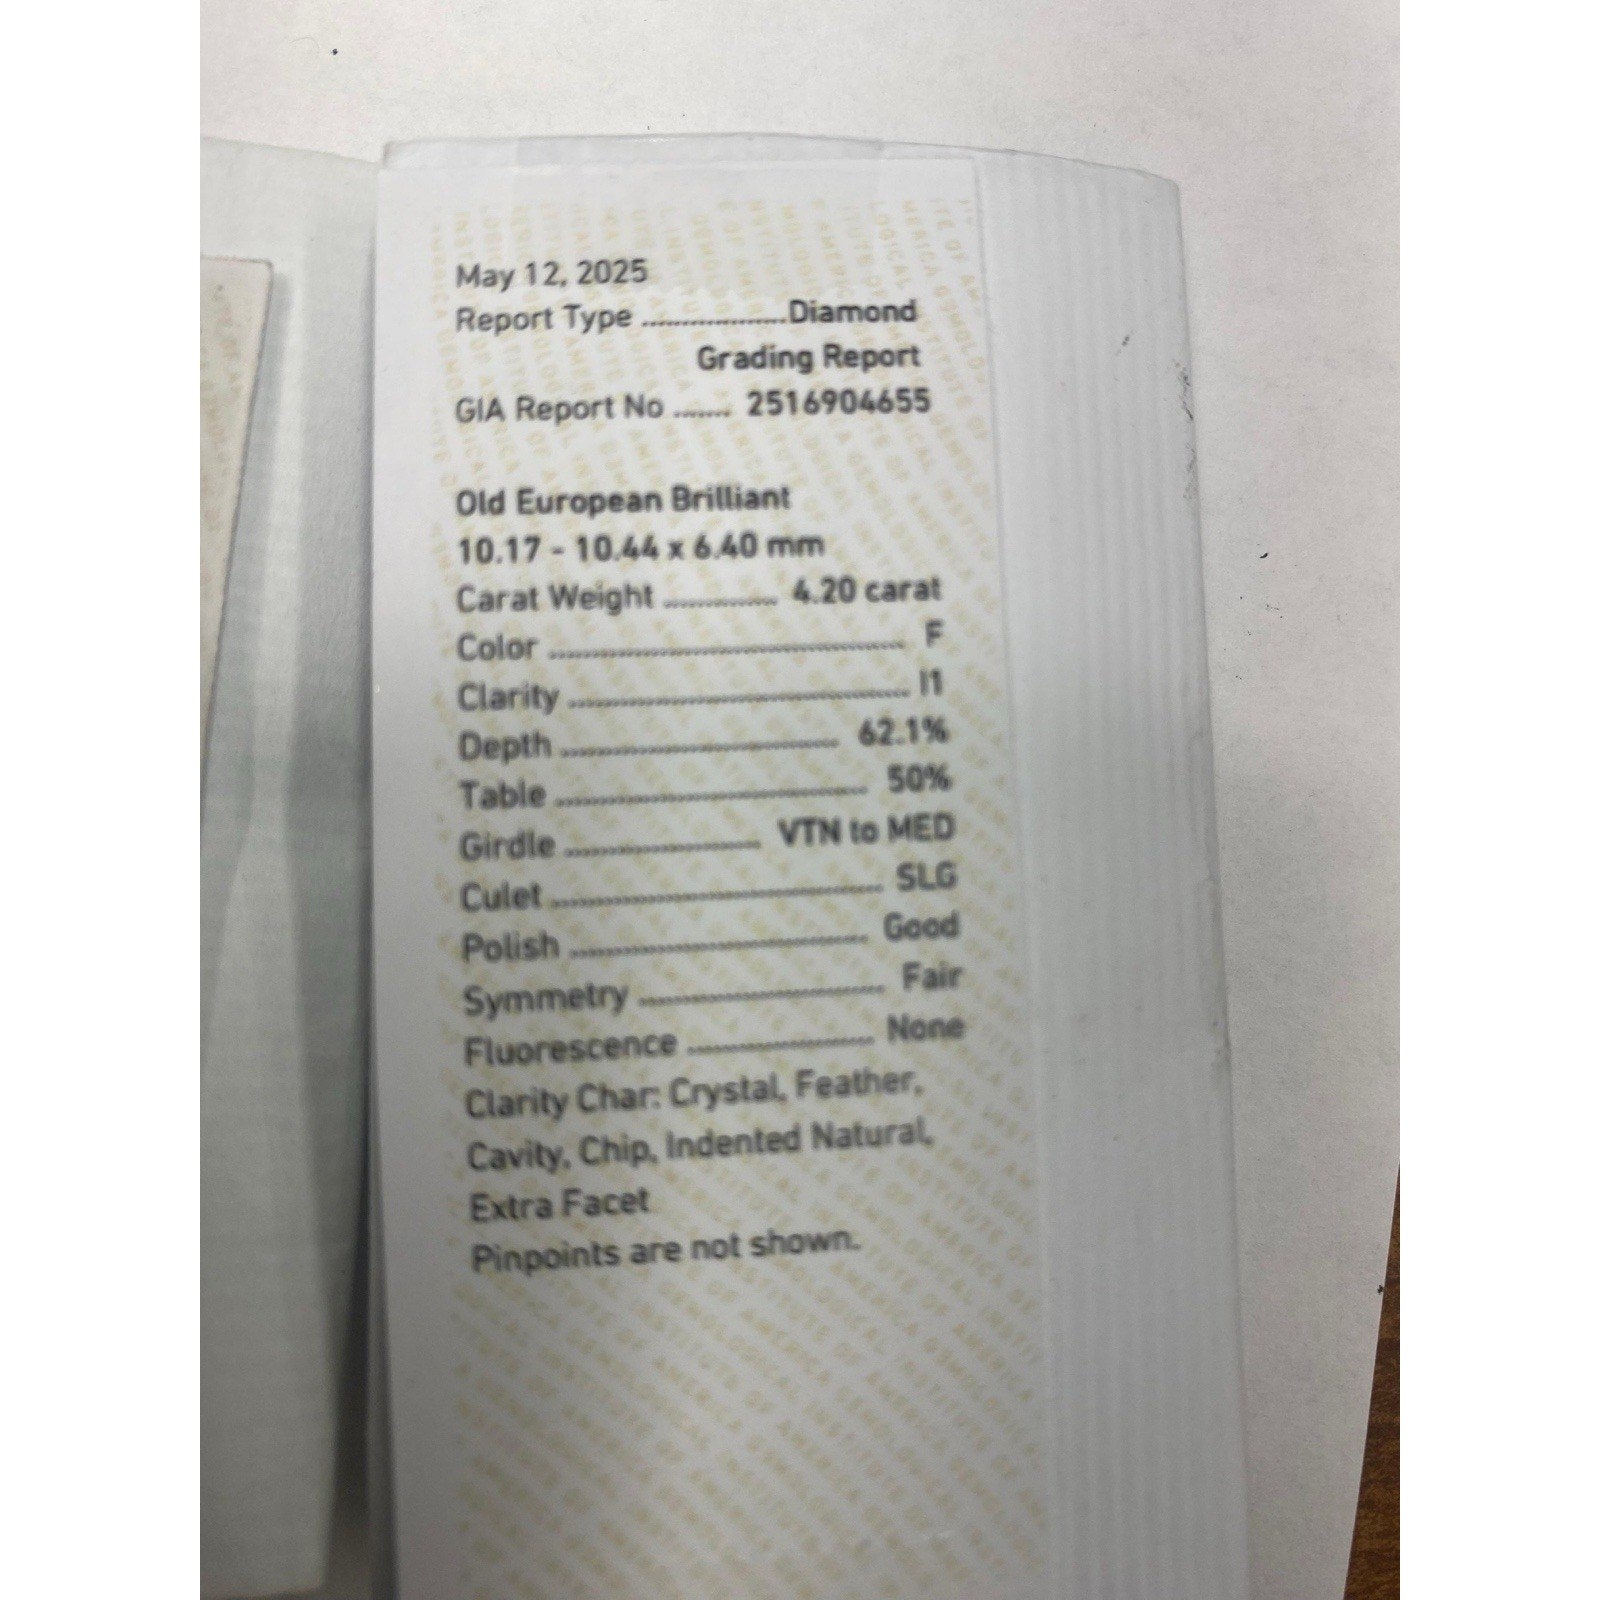 May 12, 2025
Report Type ..................... Diamond
Grading Report
GIA Report No ........ 2516904655
Old European Brilliant
10.17 - 10.44 x 6.40 mm
Carat Weight ................ 4.20 carat
Color .................................................. F
Clarity ................................................ I1
Depth ....................................... 62.1%
Table ............................................ 50%
Girdle ........................... VTN to MED
Culet .............................................. SLG
Polish .......................................... Good
Symmetry .................................. Fair
Fluorescence .......................... None
Clarity Char: Crystal, Feather,
Cavity, Chip, Indented Natural,
Extra Facet
Pinpoints are not shown.